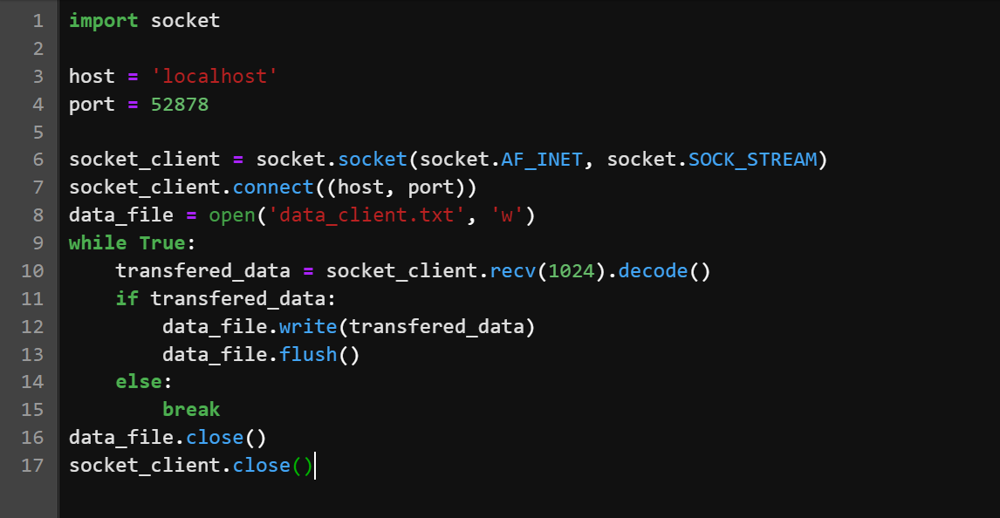 1 import socket
2
3 host = 'localhost'
4 port = 52878
5
6 socket_client = socket.socket(socket.AF_INET, socket.SOCK_STREAM)
7 socket_client.connect((host, port))
8 data_file = open('data_client.txt', 'w')
9 while True:
10     transfered_data = socket_client.recv(1024).decode()
11     if transfered_data:
12         data_file.write(transfered_data)
13         data_file.flush()
14     else:
15         break
16 data_file.close()
17 socket_client.close()